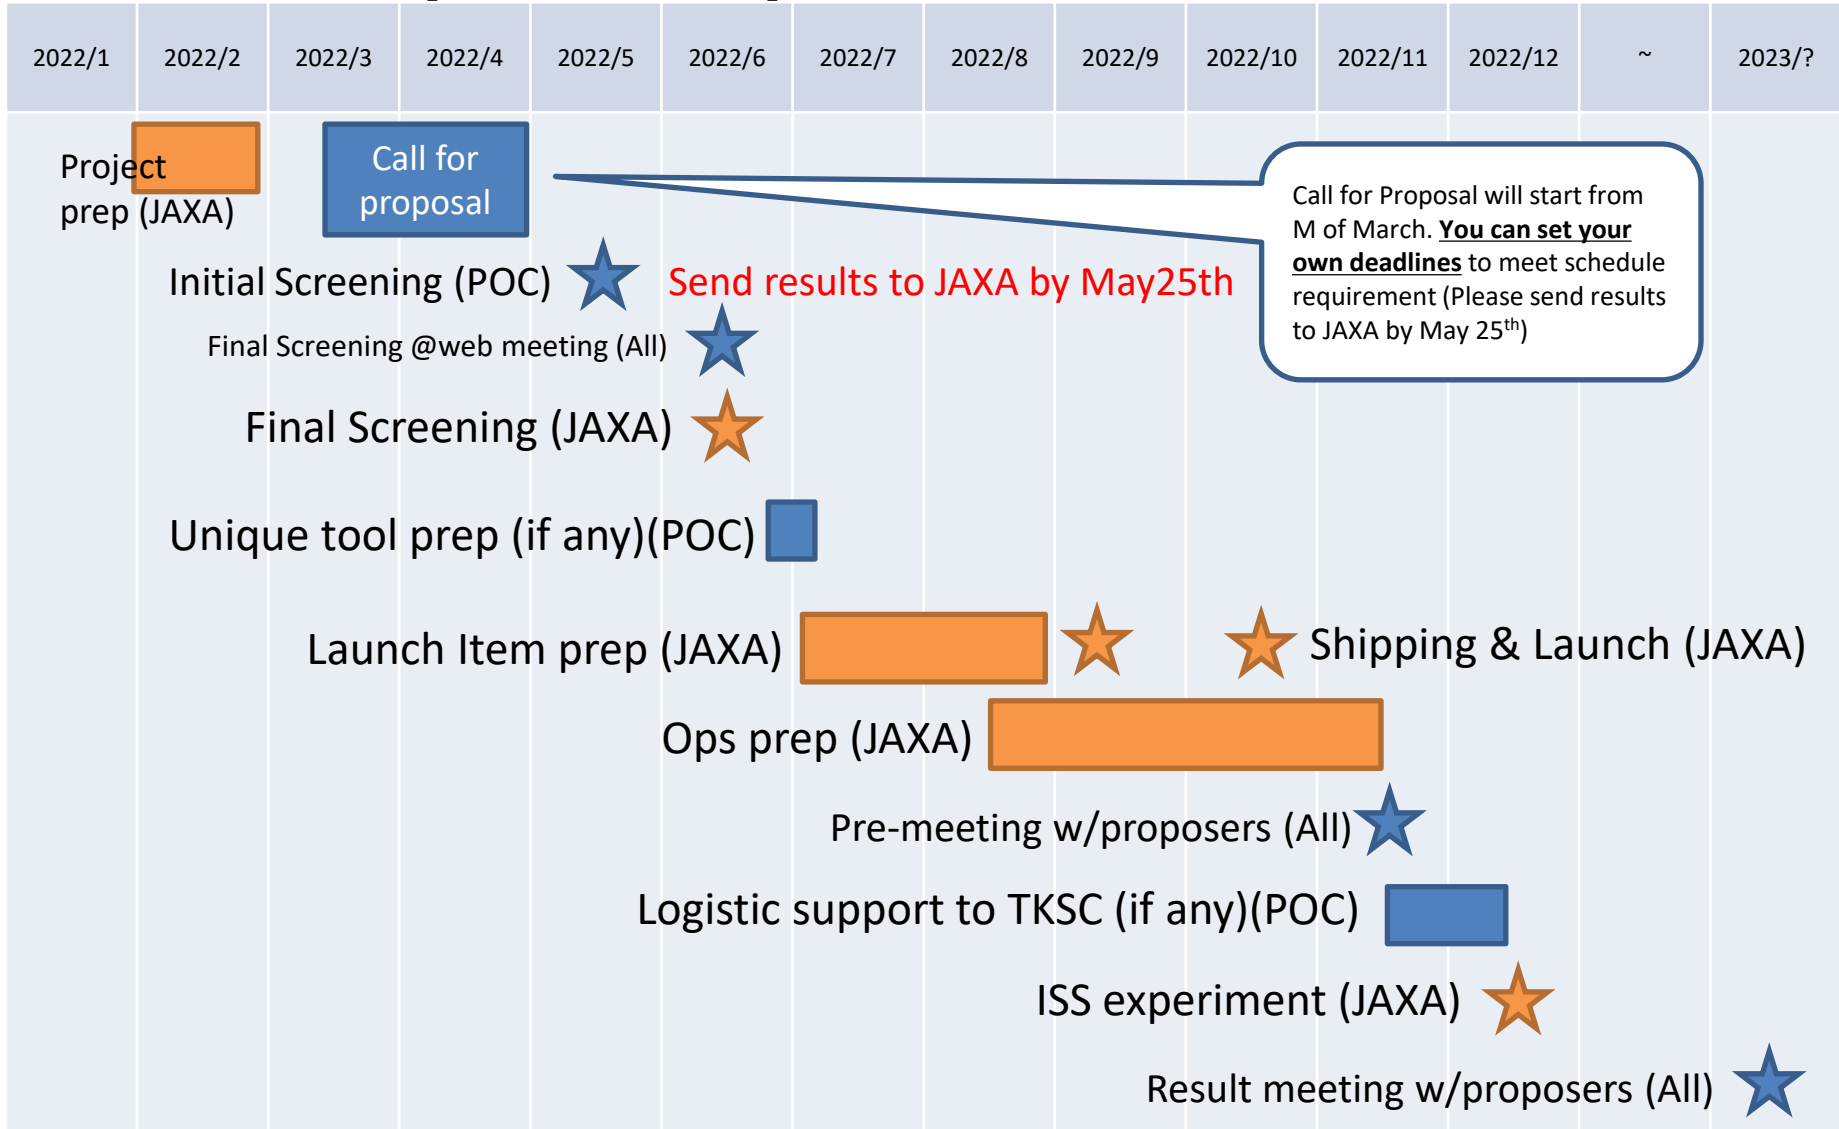 2022/1 2022/2 2022/3 2022/4 2022/5 2022/6 2022/7 2022/8 2022/9 2022/10 2022/11 2022/12 ~ 2023/?
Project
prep (JAXA)
Call for
proposal
Call for Proposal will start from
M of March. You can set your
own deadlines to meet schedule
requirement (Please send results
to JAXA by May 25th)
Initial Screening (POC)
Send results to JAXA by May25th
Final Screening @web meeting (All)
Final Screening (JAXA)
Unique tool prep (if any)(POC)
Launch Item prep (JAXA)
Shipping & Launch (JAXA)
Ops prep (JAXA)
Pre-meeting w/proposers (All)
Logistic support to TKSC (if any)(POC)
ISS experiment (JAXA)
Result meeting w/proposers (All)